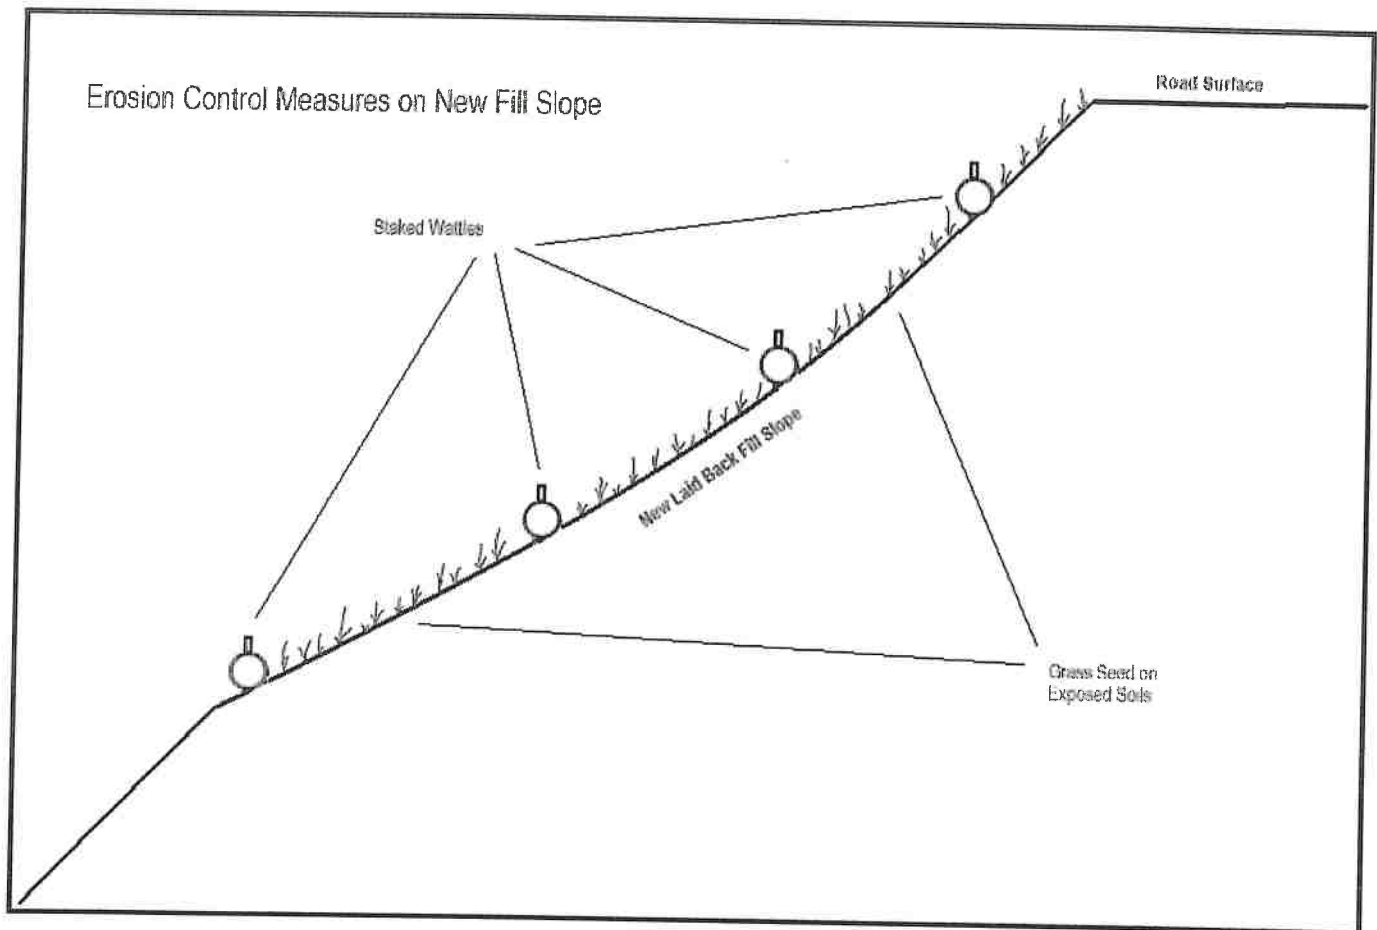 Erosion Control Measures on New Fill Slope
Road Surface
Staked Wattles
New Laid Back Fill Slope
Grass Seed on
Exposed Soils